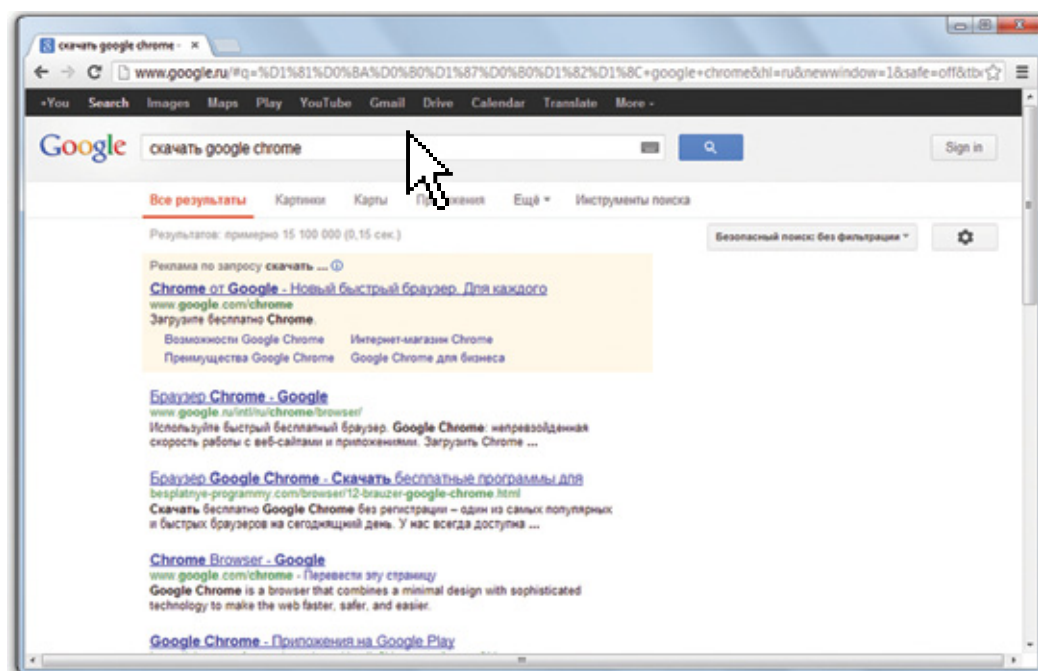 скачать google chrome -
www.google.ru/#q=%D1%81%D0%BA%D0%B0%D1%87%D0%B0%D1%82%D1%8C+google+chrome&hl=ru&newwindow=1&safe=off&tbr
+You Search Images Maps Play YouTube Gmail Drive Calendar Translate More
Google скачать google chrome Sign in
Все результаты Картинки Карты Ещё Инструменты поиска
Результатов: примерно 15 100 000 (0,15 сек.) Безопасный поиск: без фильтрации
Реклама по запросу скачать ...
Chrome от Google - Новый быстрый браузер. Для каждого
www.google.com/chrome
Загрузите бесплатно Chrome.
Возможности Google Chrome Интернет-магазин Chrome
Преимущества Google Chrome Google Chrome для бизнеса
Браузер Chrome - Google
www.google.ru/intl/ru/chrome/browser/
Используйте быстрый бесплатный браузер. Google Chrome: непревзойденная
скорость работы с веб-сайтами и приложениями. Загрузить Chrome ...
Браузер Google Chrome - Скачать бесплатные программы для
besplatnye-programmy.com/browser/12-brauzer-google-chrome.html
Скачать бесплатно Google Chrome без регистрации – один из самых популярных
и быстрых браузеров на сегодняшний день. У нас всегда доступна ...
Chrome Browser - Google
www.google.com/chrome - Перевести эту страницу
Google Chrome is a browser that combines a minimal design with sophisticated
technology to make the web faster, safer, and easier.
Google Chrome - Приложения на Google Play